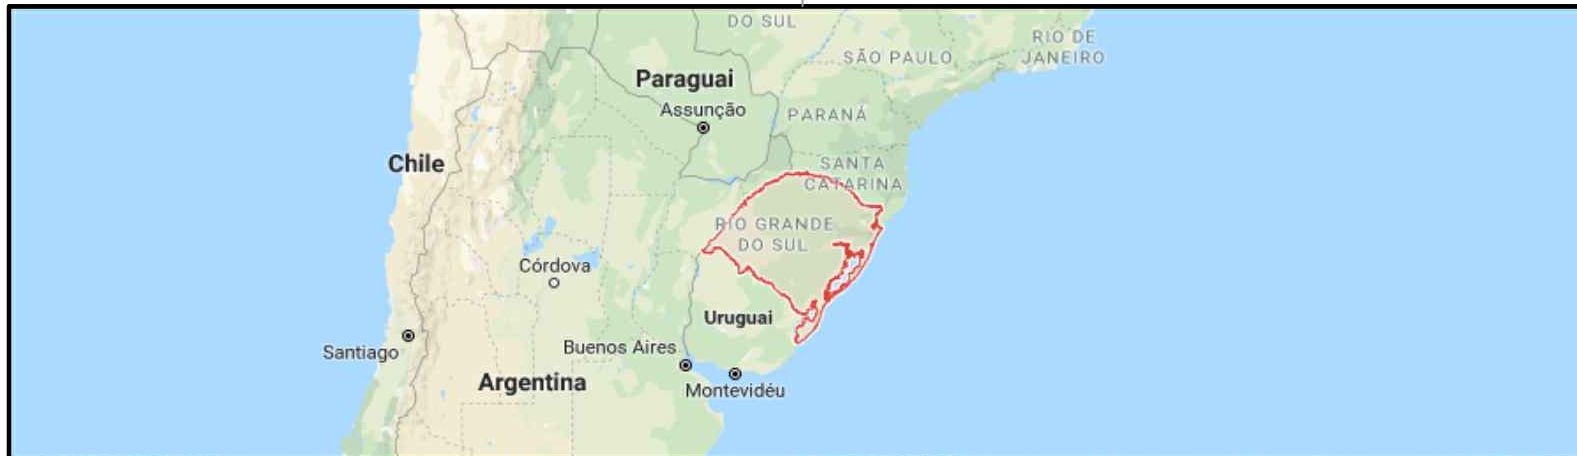 DO SUL
RIO DE
JANEIRO
SÃO PAULO
Paraguai
Assunção
PARANÁ
Chile
SANTA
CATARINA
RIO GRANDE
DO SUL
Córdova
Uruguai
Santiago
Buenos Aires
Argentina
Montevidéu